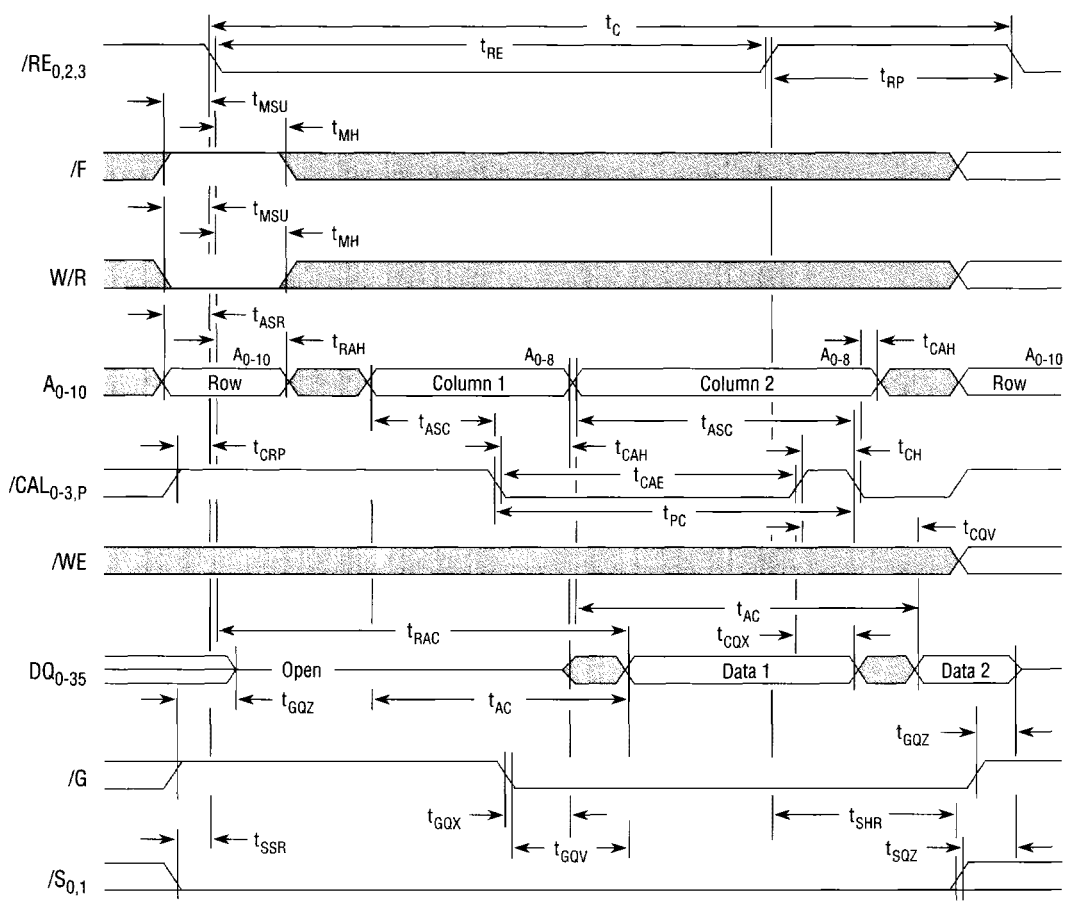 t_C
/RE_0,2,3
t_RE
t_RP
t_MSU
t_MH
/F
t_MSU
t_MH
W/R
t_ASR
t_RAH
t_CAH
A_0-10
Row
A_0-10
Column 1
A_0-8
Column 2
A_0-8
Row
A_0-10
t_ASC
t_ASC
t_CRP
t_CAH
t_CH
/CAL_0-3,P
t_CAE
t_PC
t_CQV
/WE
t_AC
t_RAC
t_CQX
DQ_0-35
Open
Data 1
Data 2
t_GQZ
t_AC
t_GQZ
/G
t_GQX
t_SHR
t_SSR
t_GQV
t_SQZ
/S_0,1